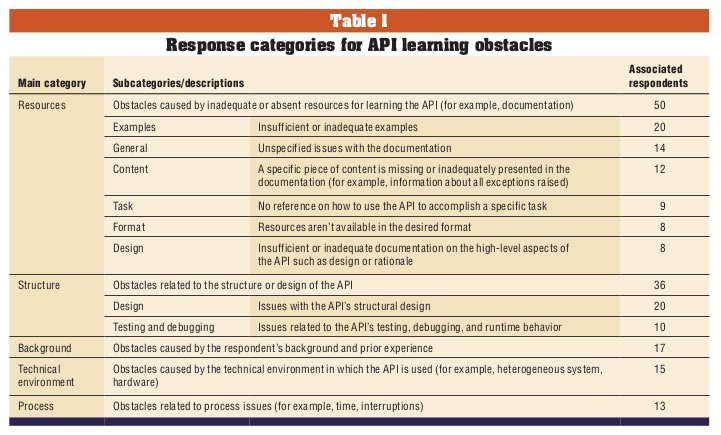 Table 1
Response categories for API learning obstacles
Main category Subcategories/descriptions Associated respondents
Resources Obstacles caused by inadequate or absent resources for learning the API (for example, documentation) 50
Examples Insufficient or inadequate examples 20
General Unspecified issues with the documentation 14
Content A specific piece of content is missing or inadequately presented in the 12
documentation (for example, information about all exceptions raised)
Task No reference on how to use the API to accomplish a specific task 9
Format Resources aren't available in the desired format 8
Design Insufficient or inadequate documentation on the high-level aspects of 8
the API such as design or rationale
Structure Obstacles related to the structure or design of the API 36
Design Issues with the API's structural design 20
Testing and debugging Issues related to the API's testing, debugging, and runtime behavior 10
Background Obstacles caused by the respondent's background and prior experience 17
Technical Obstacles caused by the technical environment in which the API is used (for example, heterogeneous system, 15
environment hardware)
Process Obstacles related to process issues (for example, time, interruptions) 13